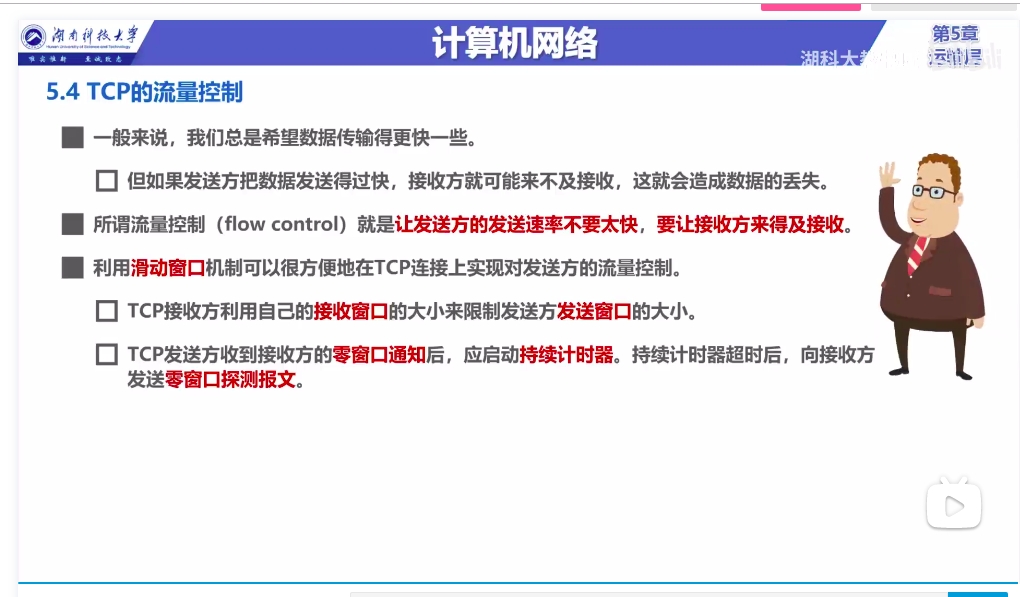 湖南科技大学
Hunan University of Science and Technology
唯实惟新 至诚致志
计算机网络
第5章
运输层
湖科大教
5.4 TCP的流量控制
一般来说，我们总是希望数据传输得更快一些。
但如果发送方把数据发送得过快，接收方就可能来不及接收，这就会造成数据的丢失。
所谓流量控制（flow control）就是让发送方的发送速率不要太快，要让接收方来得及接收。
利用滑动窗口机制可以很方便地在TCP连接上实现对发送方的流量控制。
TCP接收方利用自己的接收窗口的大小来限制发送方发送窗口的大小。
TCP发送方收到接收方的零窗口通知后，应启动持续计时器。持续计时器超时后，向接收方
发送零窗口探测报文。